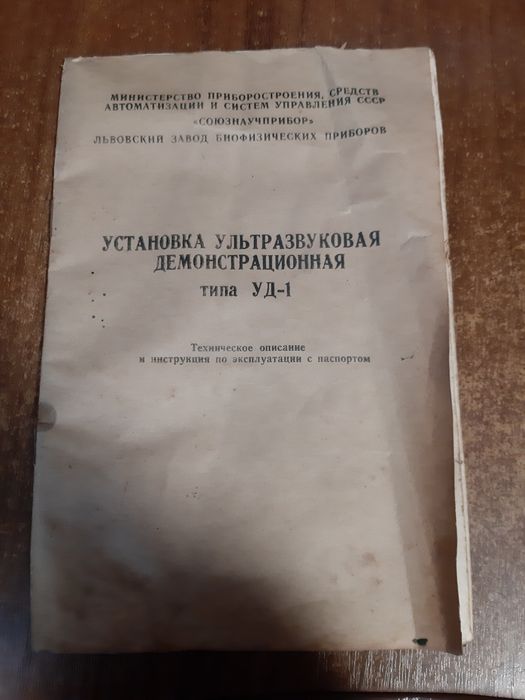 МИНИСТЕРСТВО ПРИБОРОСТРОЕНИЯ, СРЕДСТВ
АВТОМАТИЗАЦИИ И СИСТЕМ УПРАВЛЕНИЯ СССР
«СОЮЗНАУЧПРИБОР»
ЛЬВОВСКИЙ ЗАВОД БИОФИЗИЧЕСКИХ ПРИБОРОВ
УСТАНОВКА УЛЬТРАЗВУКОВАЯ
ДЕМОНСТРАЦИОННАЯ
типа УД-1
Техническое описание
и инструкция по эксплуатации с паспортом